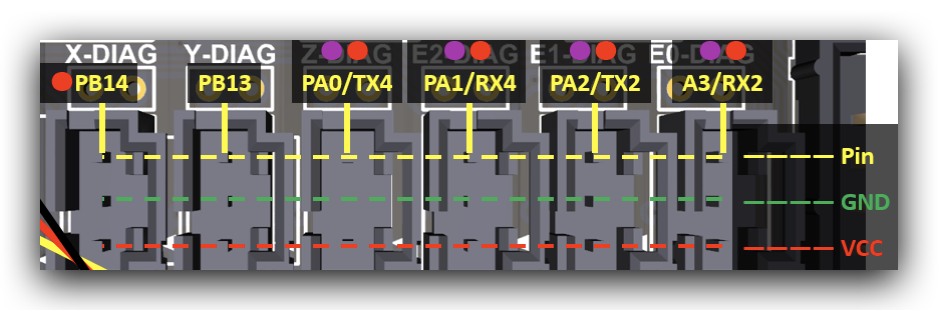 X-DIAG Y-DIAG Z-DIAG E2-DIAG E1-DIAG E0-DIAG
PB14 PB13 PA0/TX4 PA1/RX4 PA2/TX2 A3/RX2
Pin
GND
VCC